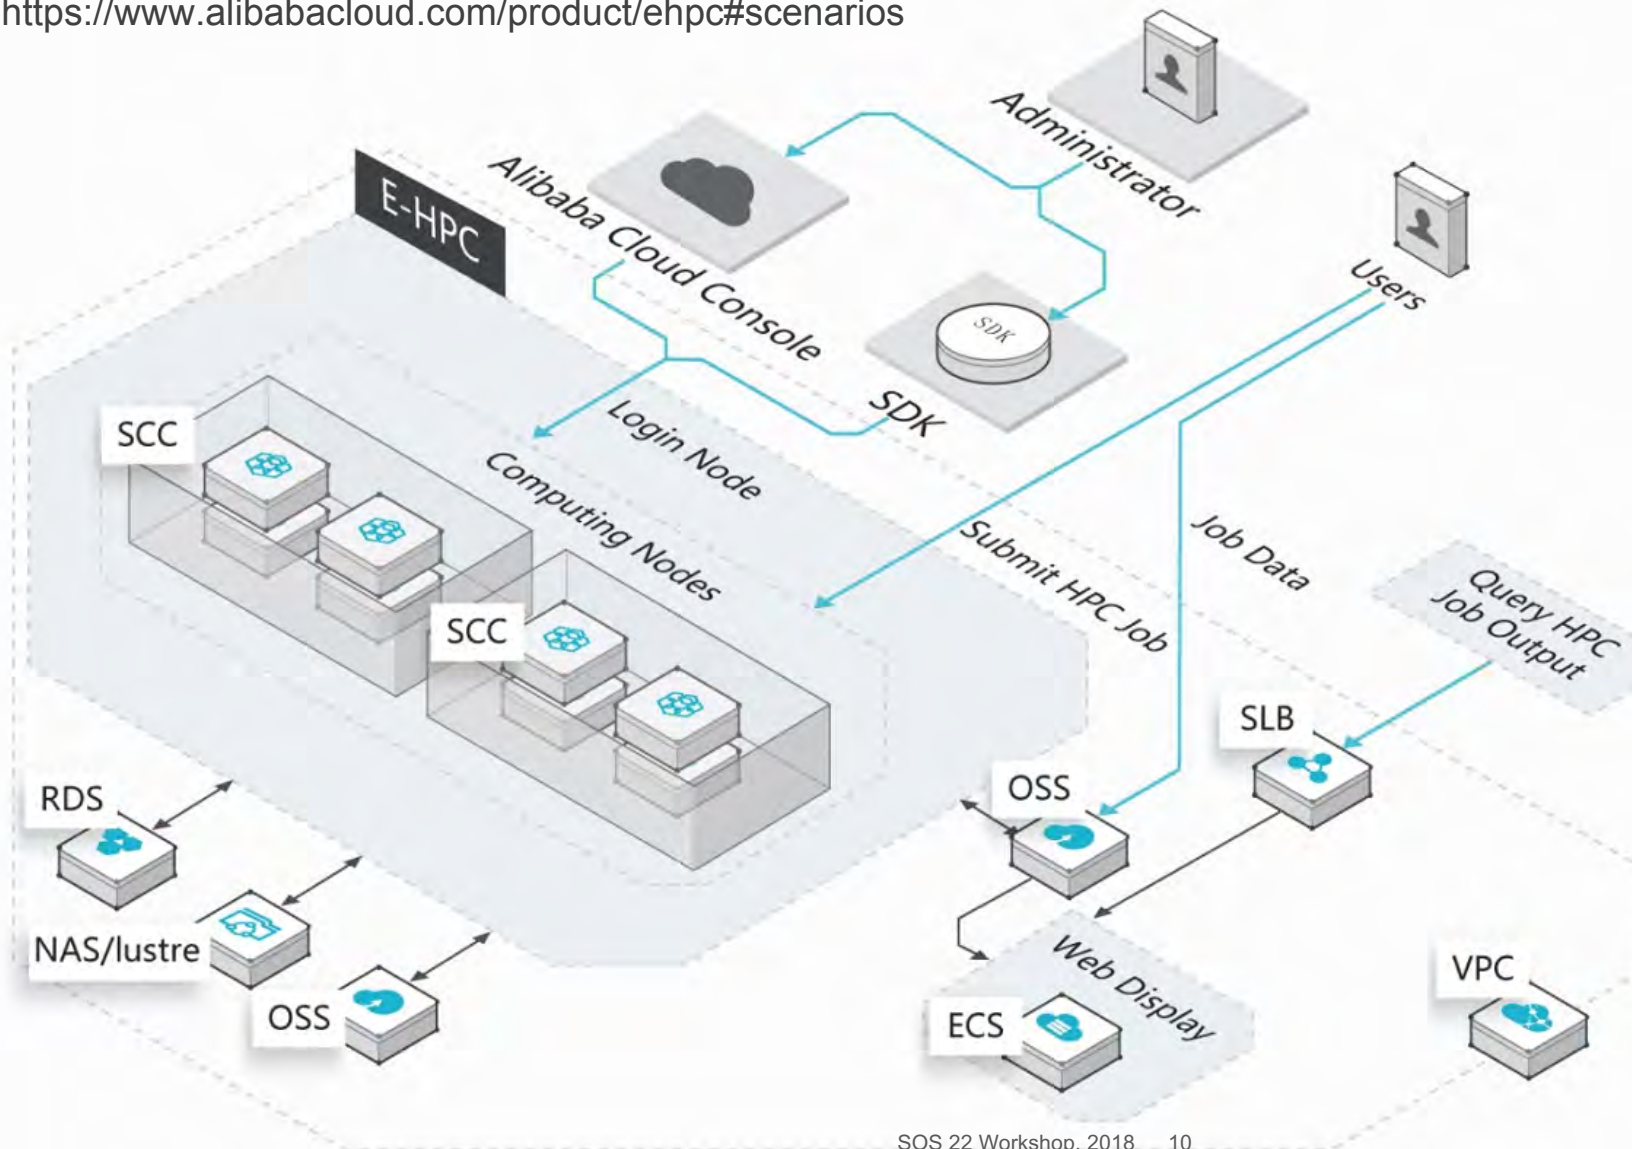 https://www.alibabacloud.com/product/ehpc#scenarios
Administrator
Alibaba Cloud Console
E-HPC
Users
SDK
SDK
SCC
Login Node
Computing Nodes
Submit HPC Job
Job Data
Query HPC
Job Output
SCC
SLB
OSS
RDS
NAS/lustre
OSS
Web Display
ECS
VPC
SOS 22 Workshop, 2018
10